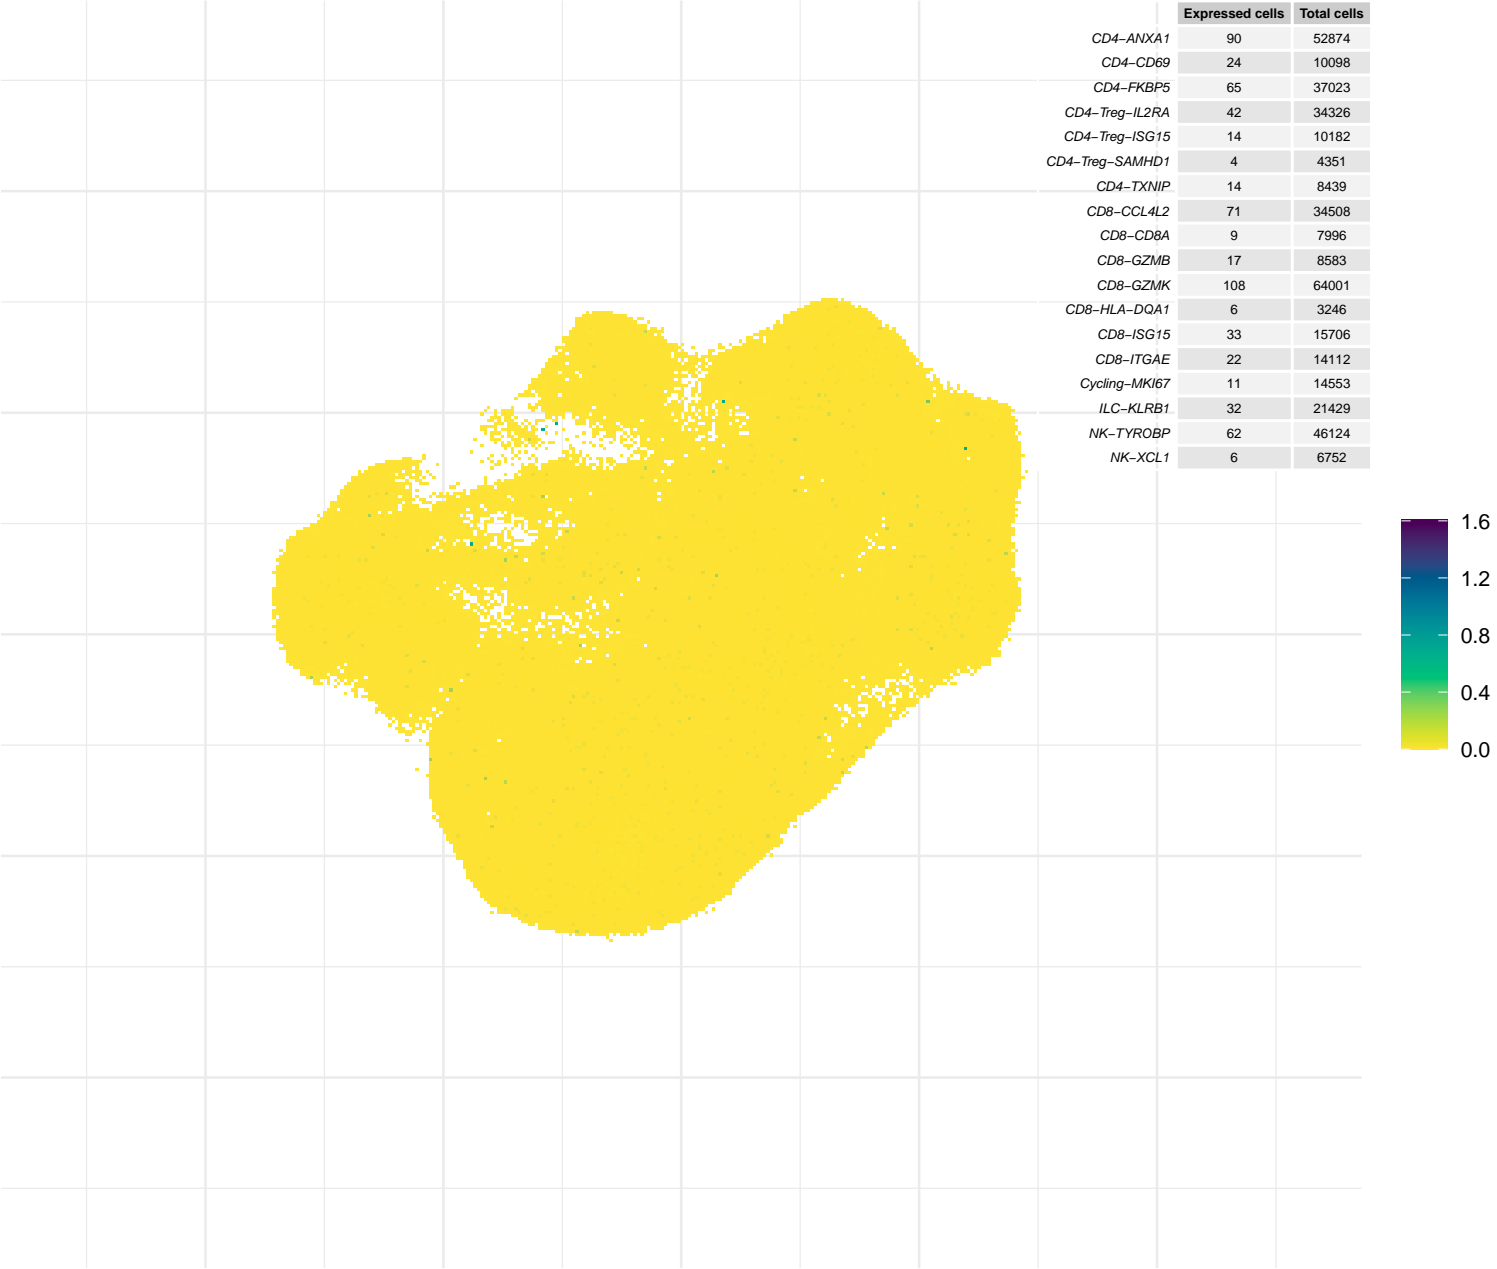 Expressed cells Total cells
CD4−ANXA1 90 52874
CD4−CD69 24 10098
CD4−FKBP5 65 37023
CD4−Treg−IL2RA 42 34326
CD4−Treg−ISG15 14 10182
CD4−Treg−SAMHD1 4 4351
CD4−TXNIP 14 8439
CD8−CCL4L2 71 34508
CD8−CD8A 9 7996
CD8−GZMB 17 8583
CD8−GZMK 108 64001
CD8−HLA−DQA1 6 3246
CD8−ISG15 33 15706
CD8−ITGAE 22 14112
Cycling−MKI67 11 14553
ILC−KLRB1 32 21429
NK−TYROBP 62 46124
NK−XCL1 6 6752
1.6
1.2
0.8
0.4
0.0